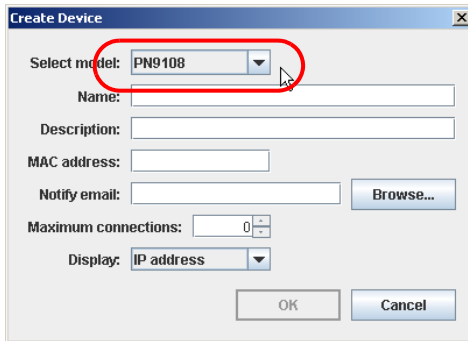 Create Device
Select model: PN9108
Name:
Description:
MAC address:
Notify email: Browse...
Maximum connections: 0
Display: IP address
OK Cancel